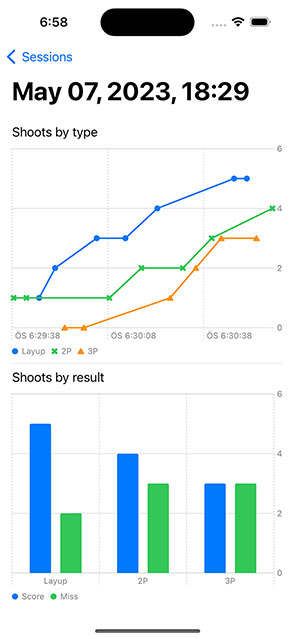 6:58
Sessions
May 07, 2023, 18:29
Shoots by type
6
4
2
0
ÖS 6:29:38 ÖS 6:30:08 ÖS 6:30:38
Layup 2P 3P
Shoots by result
6
4
2
0
Layup 2P 3P
Score Miss